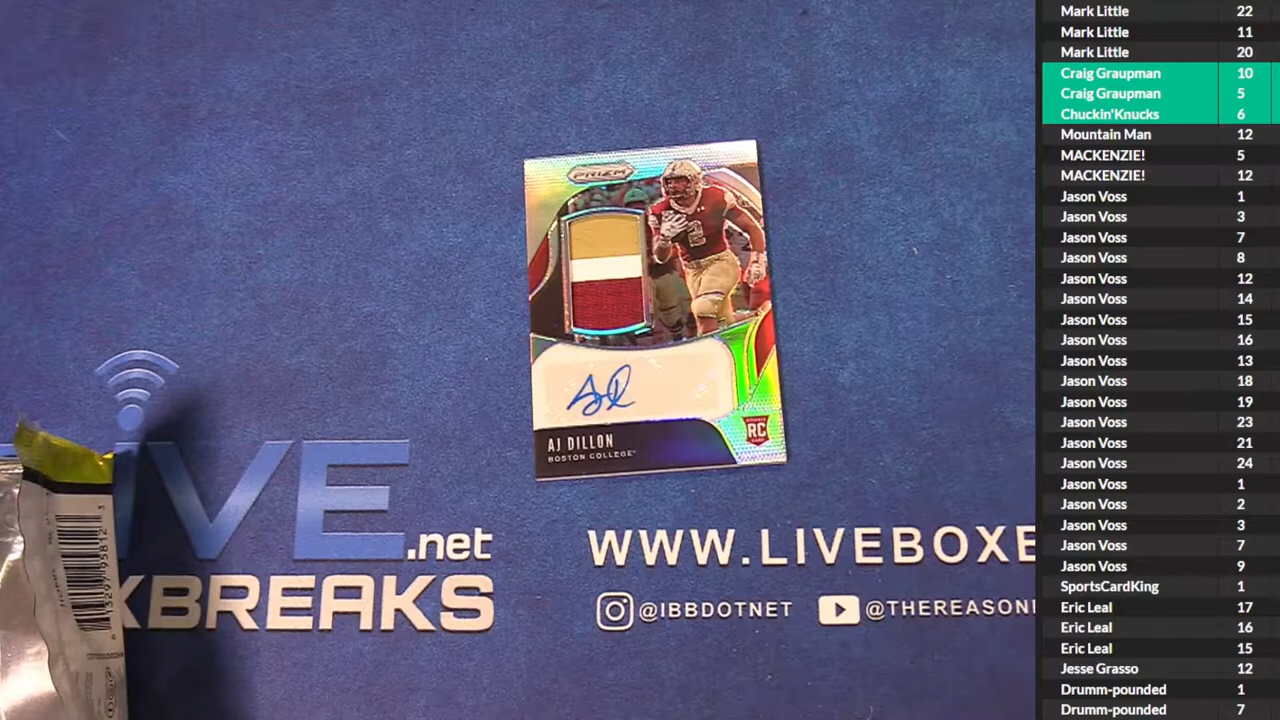 PRIZM
2
AJ DILLON
BOSTON COLLEGE
RC
IVE
.net
XBREAKS
WWW.LIVEBOXE
@IBBDOTNET
@THEREASON
Mark Little 22
Mark Little 11
Mark Little 20
Craig Graupman 10
Craig Graupman 5
Chuckin'Knucks 6
Mountain Man 12
MACKENZIE! 5
MACKENZIE! 12
Jason Voss 1
Jason Voss 3
Jason Voss 7
Jason Voss 8
Jason Voss 12
Jason Voss 14
Jason Voss 15
Jason Voss 16
Jason Voss 13
Jason Voss 18
Jason Voss 19
Jason Voss 23
Jason Voss 21
Jason Voss 24
Jason Voss 1
Jason Voss 2
Jason Voss 3
Jason Voss 7
Jason Voss 9
SportsCardKing 1
Eric Leal 17
Eric Leal 16
Eric Leal 15
Jesse Grasso 12
Drumm-pounded 1
Drumm-pounded 7